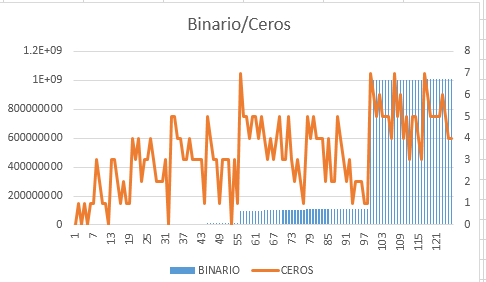 Binario/Ceros
1.2E+09
1E+09
800000000
600000000
400000000
200000000
0
8
7
6
5
4
3
2
1
0
1 7 13 19 25 31 37 43 49 55 61 67 73 79 85 91 97 103 109 115 121
BINARIO CEROS